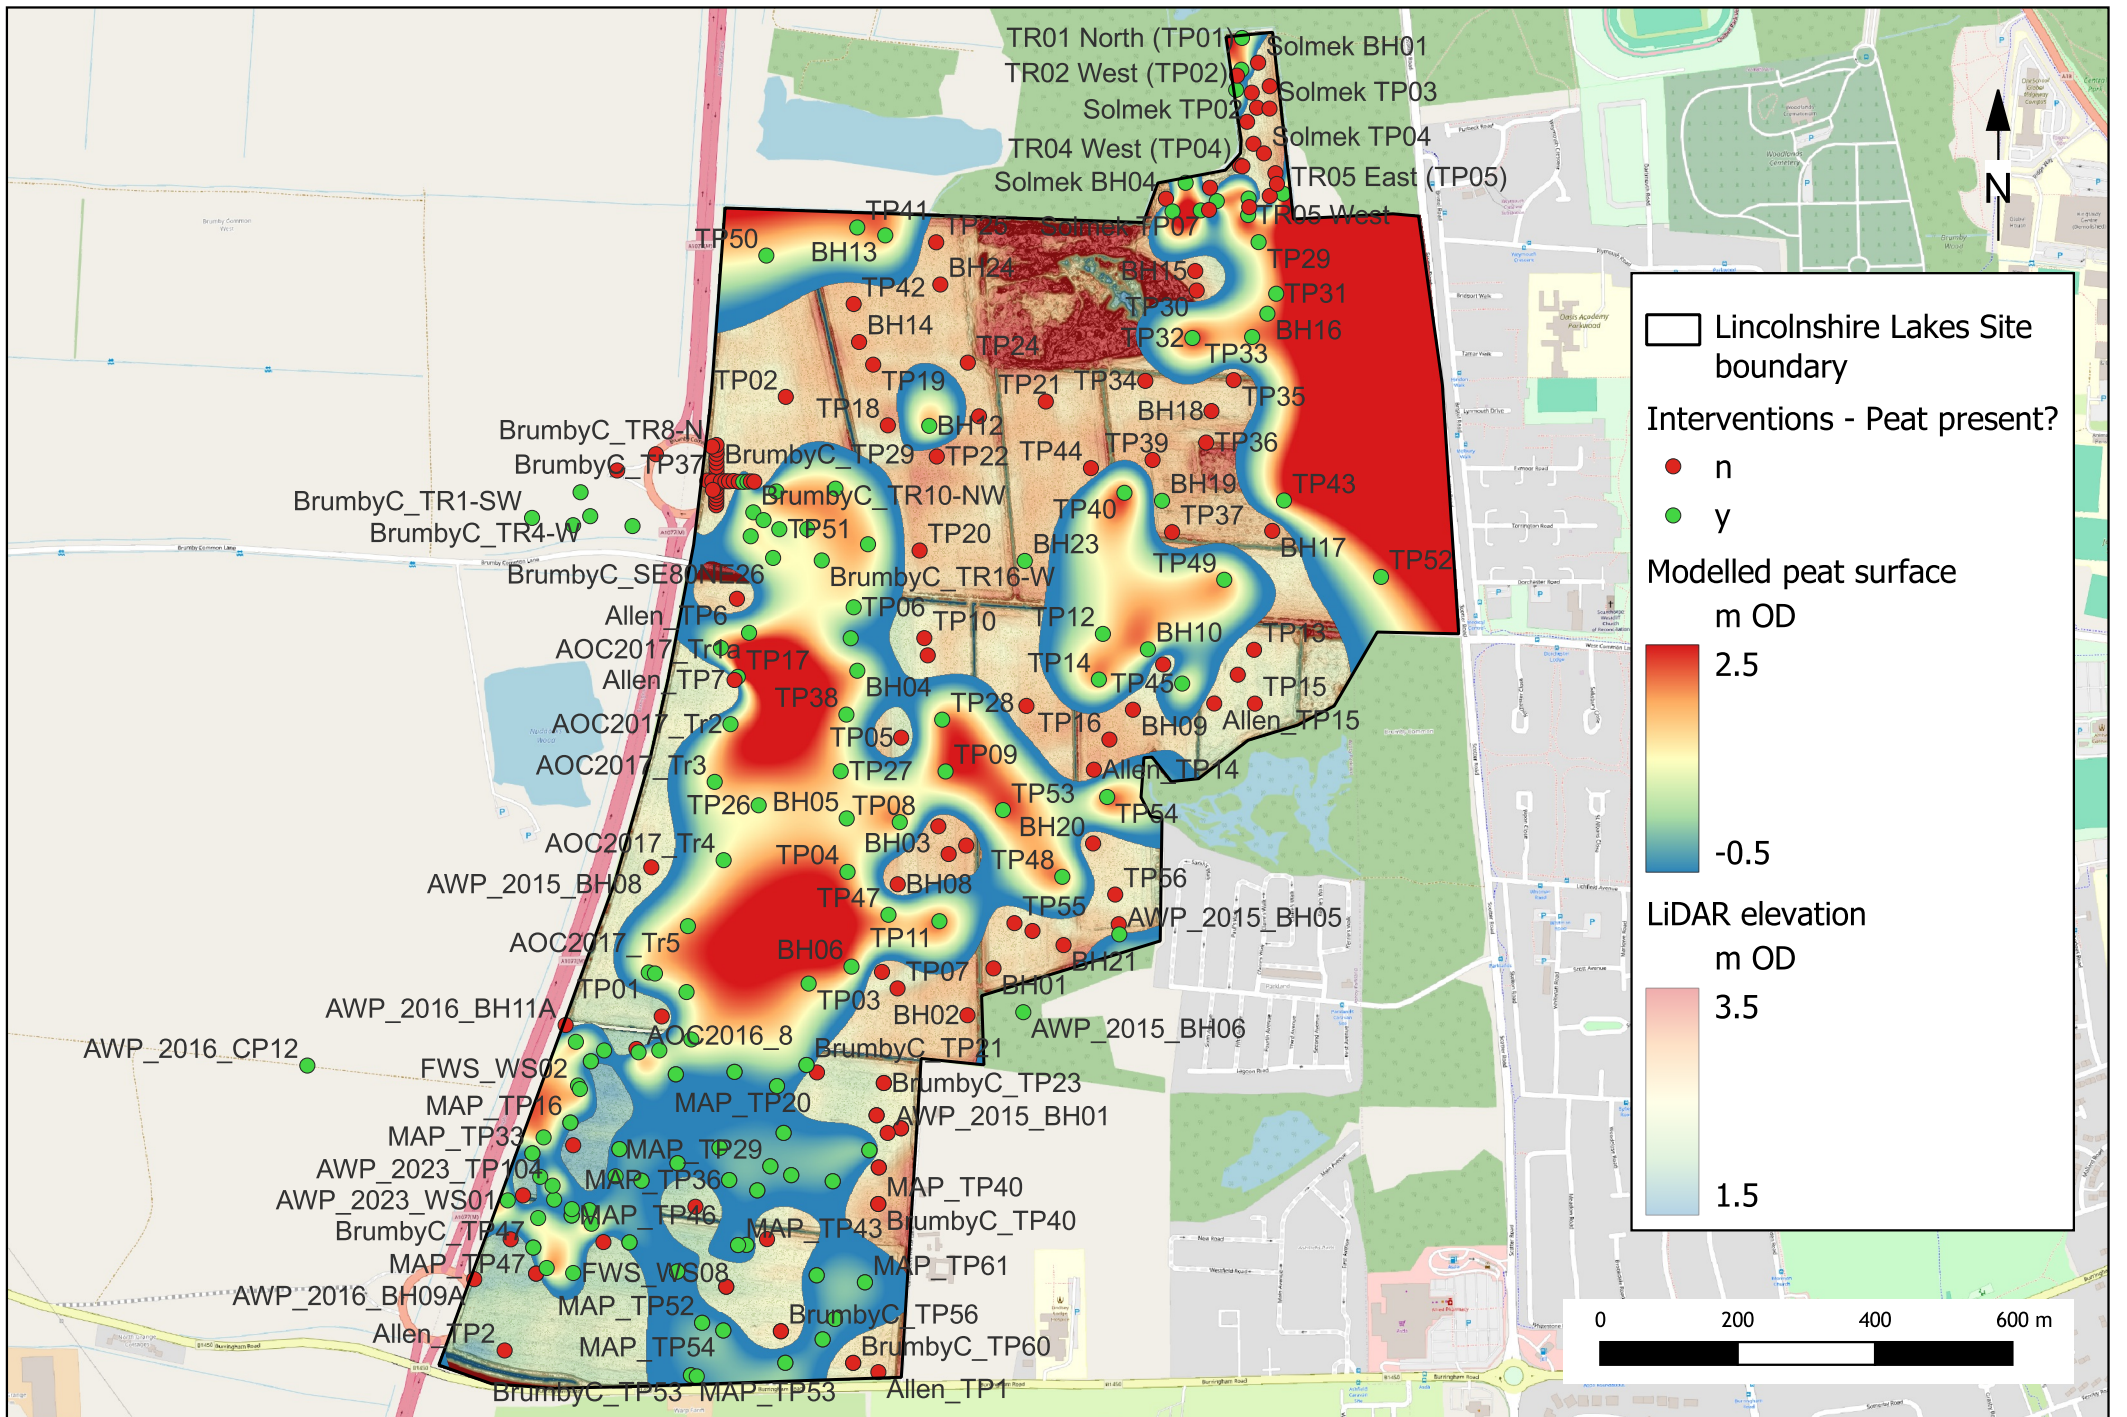 TR01 North (TP01)
Solmek BH01
TR02 West (TP02)
Solmek TP03
Solmek TP02
Solmek TP04
TR04 West (TP04)
Solmek BH04
TR05 East (TP05)
TR05 West
Solmek TP07
TP41
TP50
BH13
TP25
BH24
BH15
TP29
TP42
TP31
TP30
BH14
TP32
BH16
TP33
TP24
TP02
TP19
TP21
TP34
TP35
TP18
BH12
BH18
BrumbyC_TR8-N
BrumbyC_TP29
TP22
TP44
TP39
TP36
BrumbyC_TP37
BrumbyC_TR1-SW
BrumbyC_TR10-NW
BH19
TP43
TP40
TP37
BrumbyC_TR4-W
TP51
TP20
BH23
BH17
TP49
TP52
BrumbyC_SE80NE26
BrumbyC_TR16-W
Allen_TP6
TP06
TP10
TP12
BH10
TP13
AOC2017_Tr1a
TP17
TP14
Allen_TP7
TP38
BH04
TP45
TP15
TP28
AOC2017_Tr2
TP05
TP16
BH09
Allen_TP15
TP09
AOC2017_Tr3
TP27
Allen_TP14
TP26
BH05
TP08
TP53
TP54
BH20
AOC2017_Tr4
TP04
BH03
TP48
AWP_2015_BH08
BH08
TP56
TP47
TP55
AWP_2015_BH05
AOC2017_Tr5
BH06
TP11
BH21
TP01
TP03
TP07
BH01
AWP_2016_BH11A
BH02
AWP_2015_BH06
AOC2016_8
AWP_2016_CP12
BrumbyC_TP21
FWS_WS02
BrumbyC_TP23
MAP_TP16
MAP_TP20
AWP_2015_BH01
MAP_TP33
MAP_TP29
AWP_2023_TP104
MAP_TP36
MAP_TP40
AWP_2023_WS01
MAP_TP46
MAP_TP43
BrumbyC_TP40
BrumbyC_TP47
MAP_TP47
FWS_WS08
MAP_TP61
AWP_2016_BH09A
MAP_TP52
BrumbyC_TP56
Allen_TP2
MAP_TP54
BrumbyC_TP60
BrumbyC_TP53
MAP_TP53
Allen_TP1
N
Lincolnshire Lakes Site
boundary
Interventions - Peat present?
n
y
Modelled peat surface
m OD
2.5
-0.5
LiDAR elevation
m OD
3.5
1.5
0 200 400 600 m
Brumby Common Lane
Burringham Road